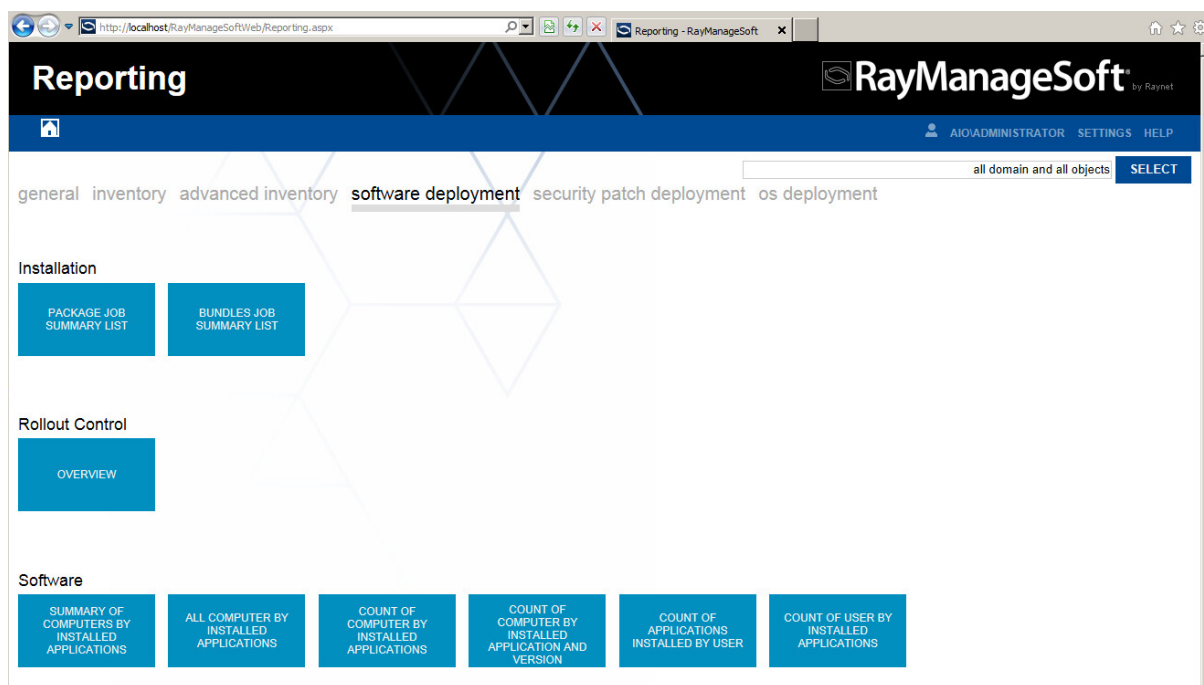 http://localhost/RayManageSoftWeb/Reporting.aspx
Reporting - RayManageSoft
Reporting
RayManageSoft
by Raynet
AIO\ADMINISTRATOR SETTINGS HELP
all domain and all objects SELECT
general inventory advanced inventory software deployment security patch deployment os deployment
Installation
PACKAGE JOB
SUMMARY LIST
BUNDLES JOB
SUMMARY LIST
Rollout Control
OVERVIEW
Software
SUMMARY OF
COMPUTERS BY
INSTALLED
APPLICATIONS
ALL COMPUTER BY
INSTALLED
APPLICATIONS
COUNT OF
COMPUTER BY
INSTALLED
APPLICATIONS
COUNT OF
COMPUTER BY
INSTALLED
APPLICATION AND
VERSION
COUNT OF
APPLICATIONS
INSTALLED BY USER
COUNT OF USER BY
INSTALLED
APPLICATIONS